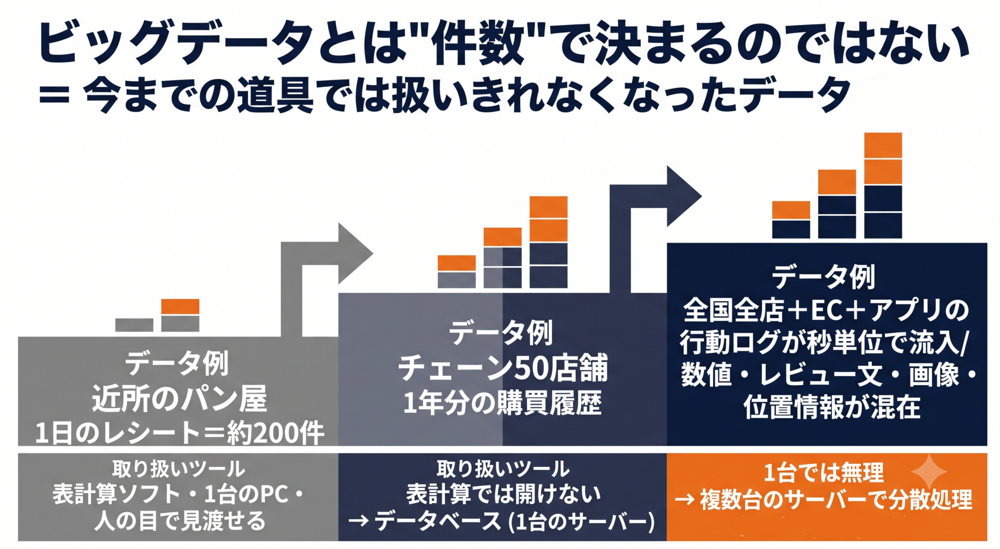 ビッグデータとは"件数"で決まるのではない
＝ 今までの道具では扱いきれなくなったデータ
データ例
近所のパン屋
1日のレシート＝約200件
データ例
チェーン50店舗
1年分の購買履歴
データ例
全国全店＋EC＋アプリの
行動ログが秒単位で流入/
数値・レビュー文・画像・
位置情報が混在
取り扱いツール
表計算ソフト・1台のPC・
人の目で見渡せる
取り扱いツール
表計算では開けない
→ データベース (1台のサーバー)
1台では無理
→ 複数台のサーバーで分散処理